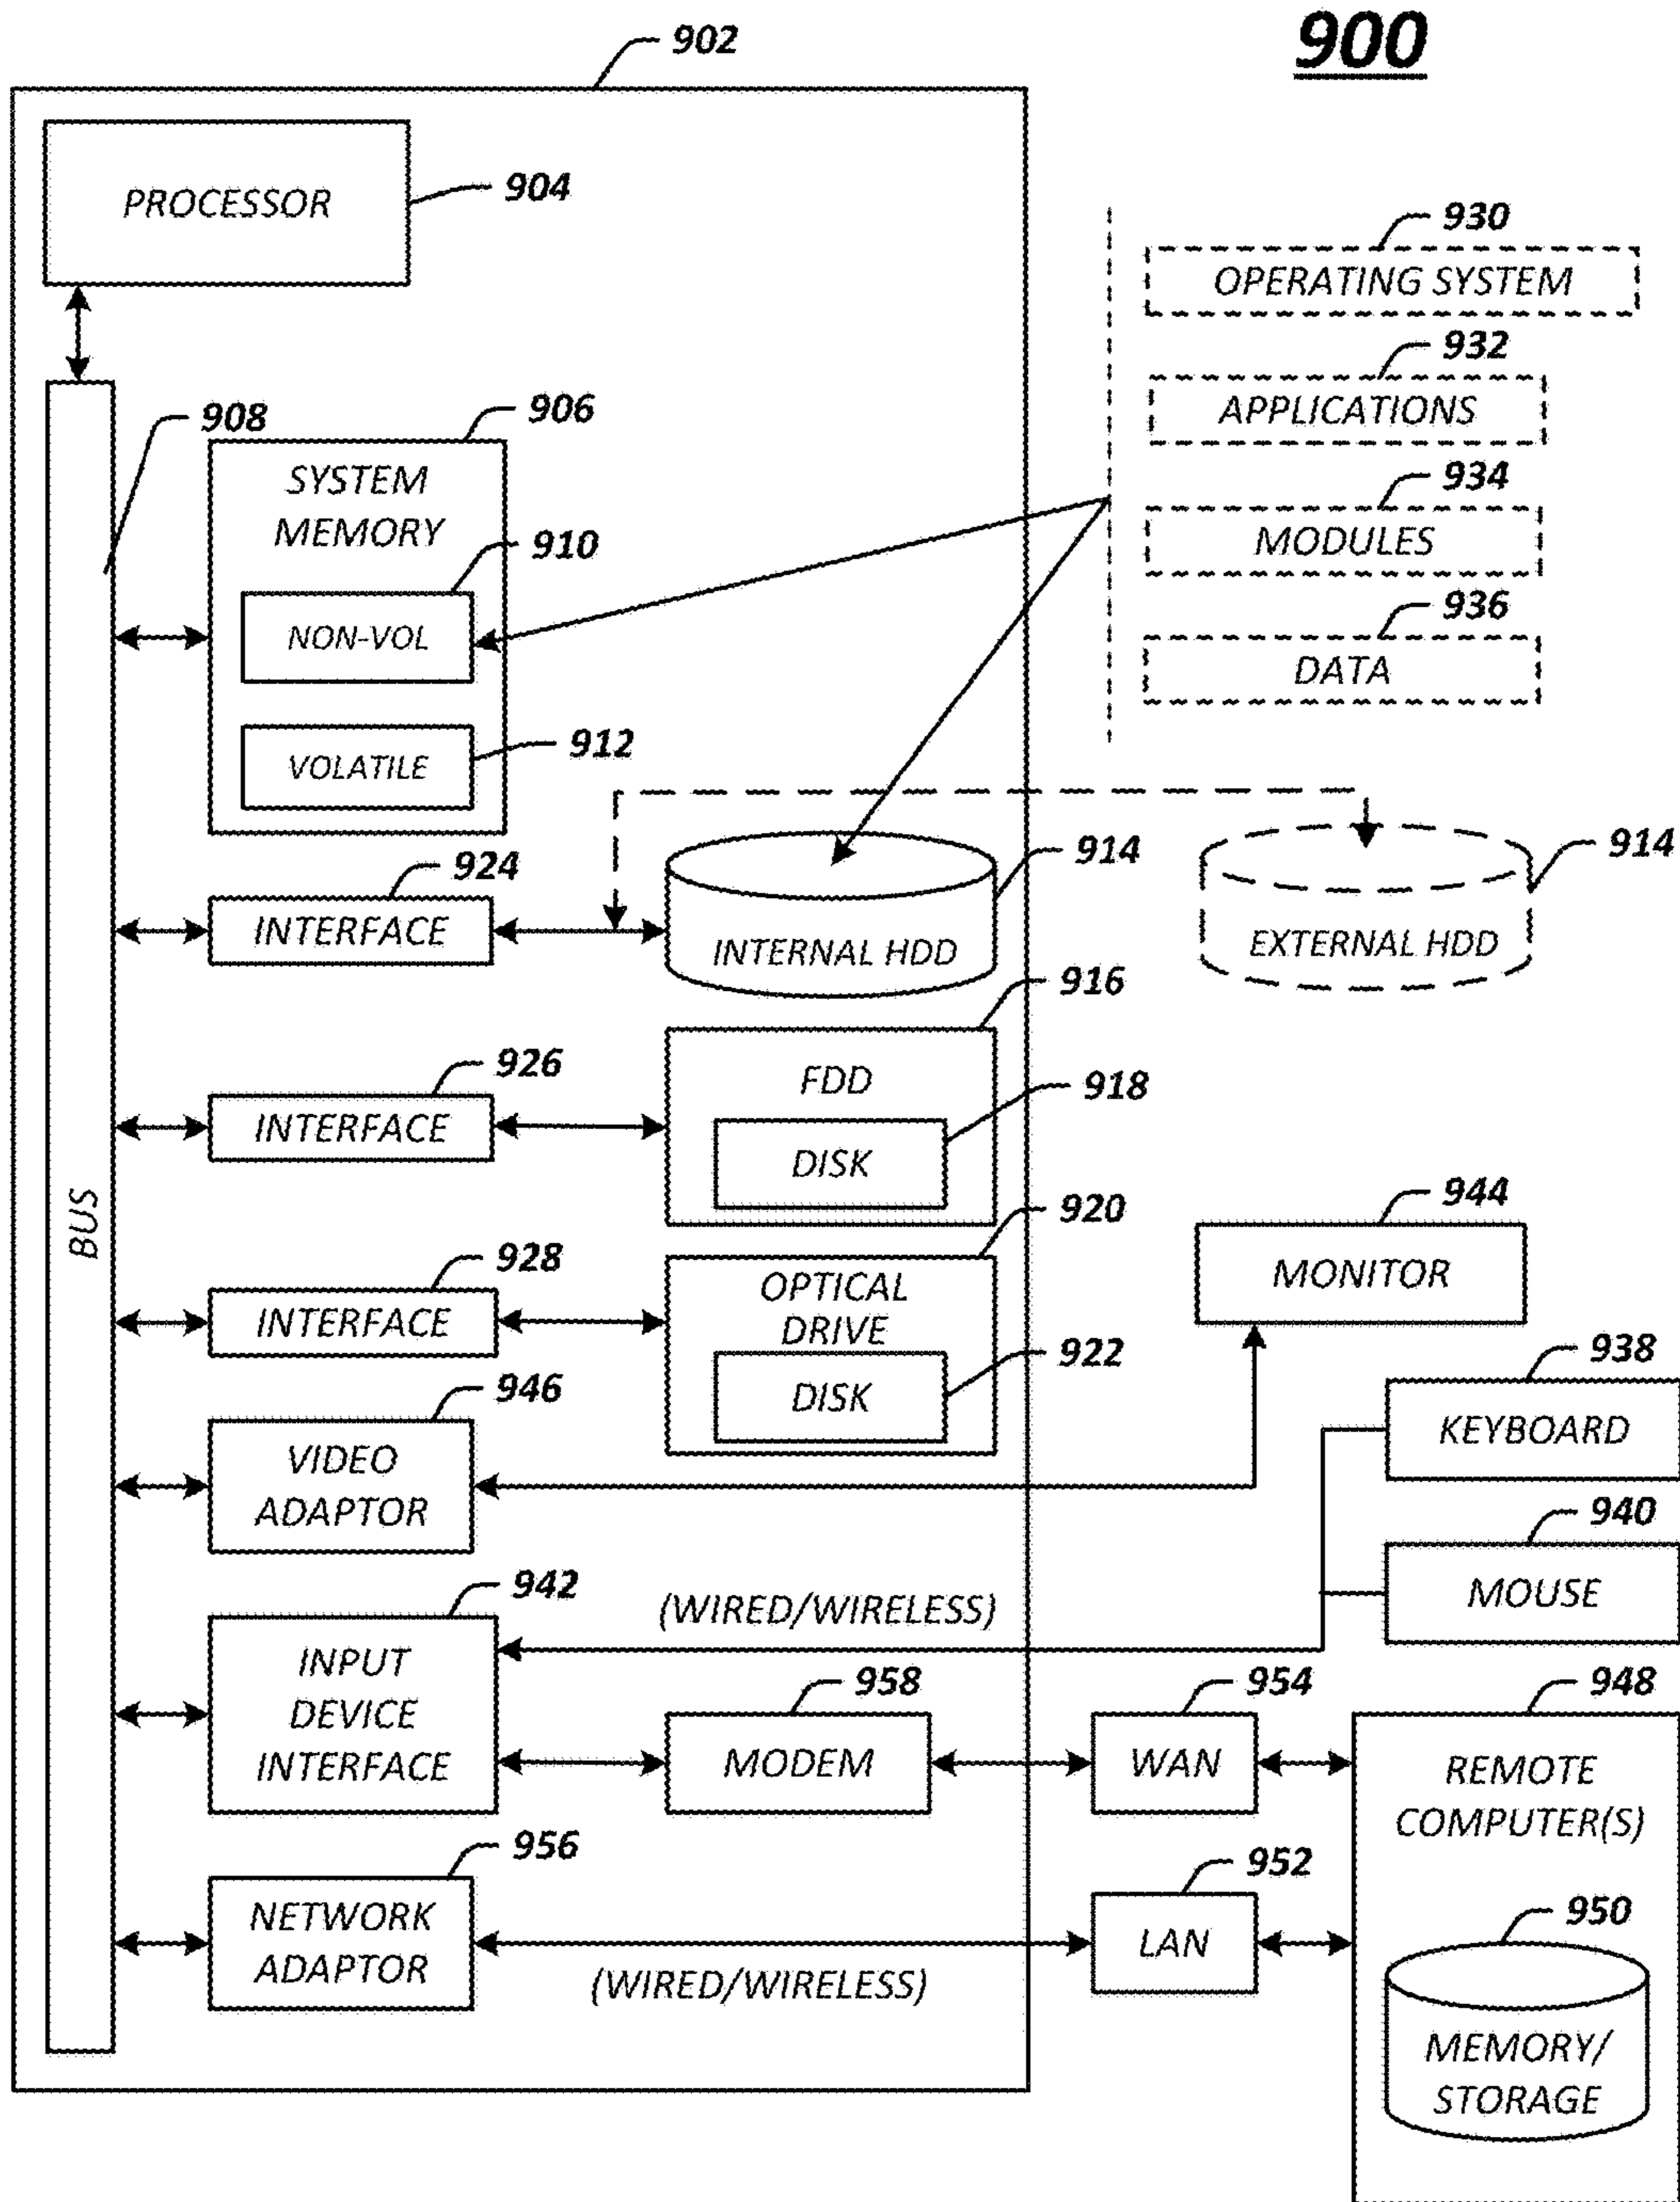 900
902
PROCESSOR
904
930
OPERATING SYSTEM
932
APPLICATIONS
934
MODULES
936
DATA
908
906
SYSTEM
MEMORY
910
NON-VOL
912
VOLATILE
BUS
924
INTERFACE
914
INTERNAL HDD
914
EXTERNAL HDD
916
926
INTERFACE
FDD
918
DISK
920
928
INTERFACE
OPTICAL
DRIVE
922
DISK
944
MONITOR
938
KEYBOARD
946
VIDEO
ADAPTOR
940
MOUSE
942
(WIRED/WIRELESS)
INPUT
DEVICE
INTERFACE
958
MODEM
954
WAN
948
REMOTE
COMPUTER(S)
956
NETWORK
ADAPTOR
(WIRED/WIRELESS)
952
LAN
950
MEMORY/
STORAGE